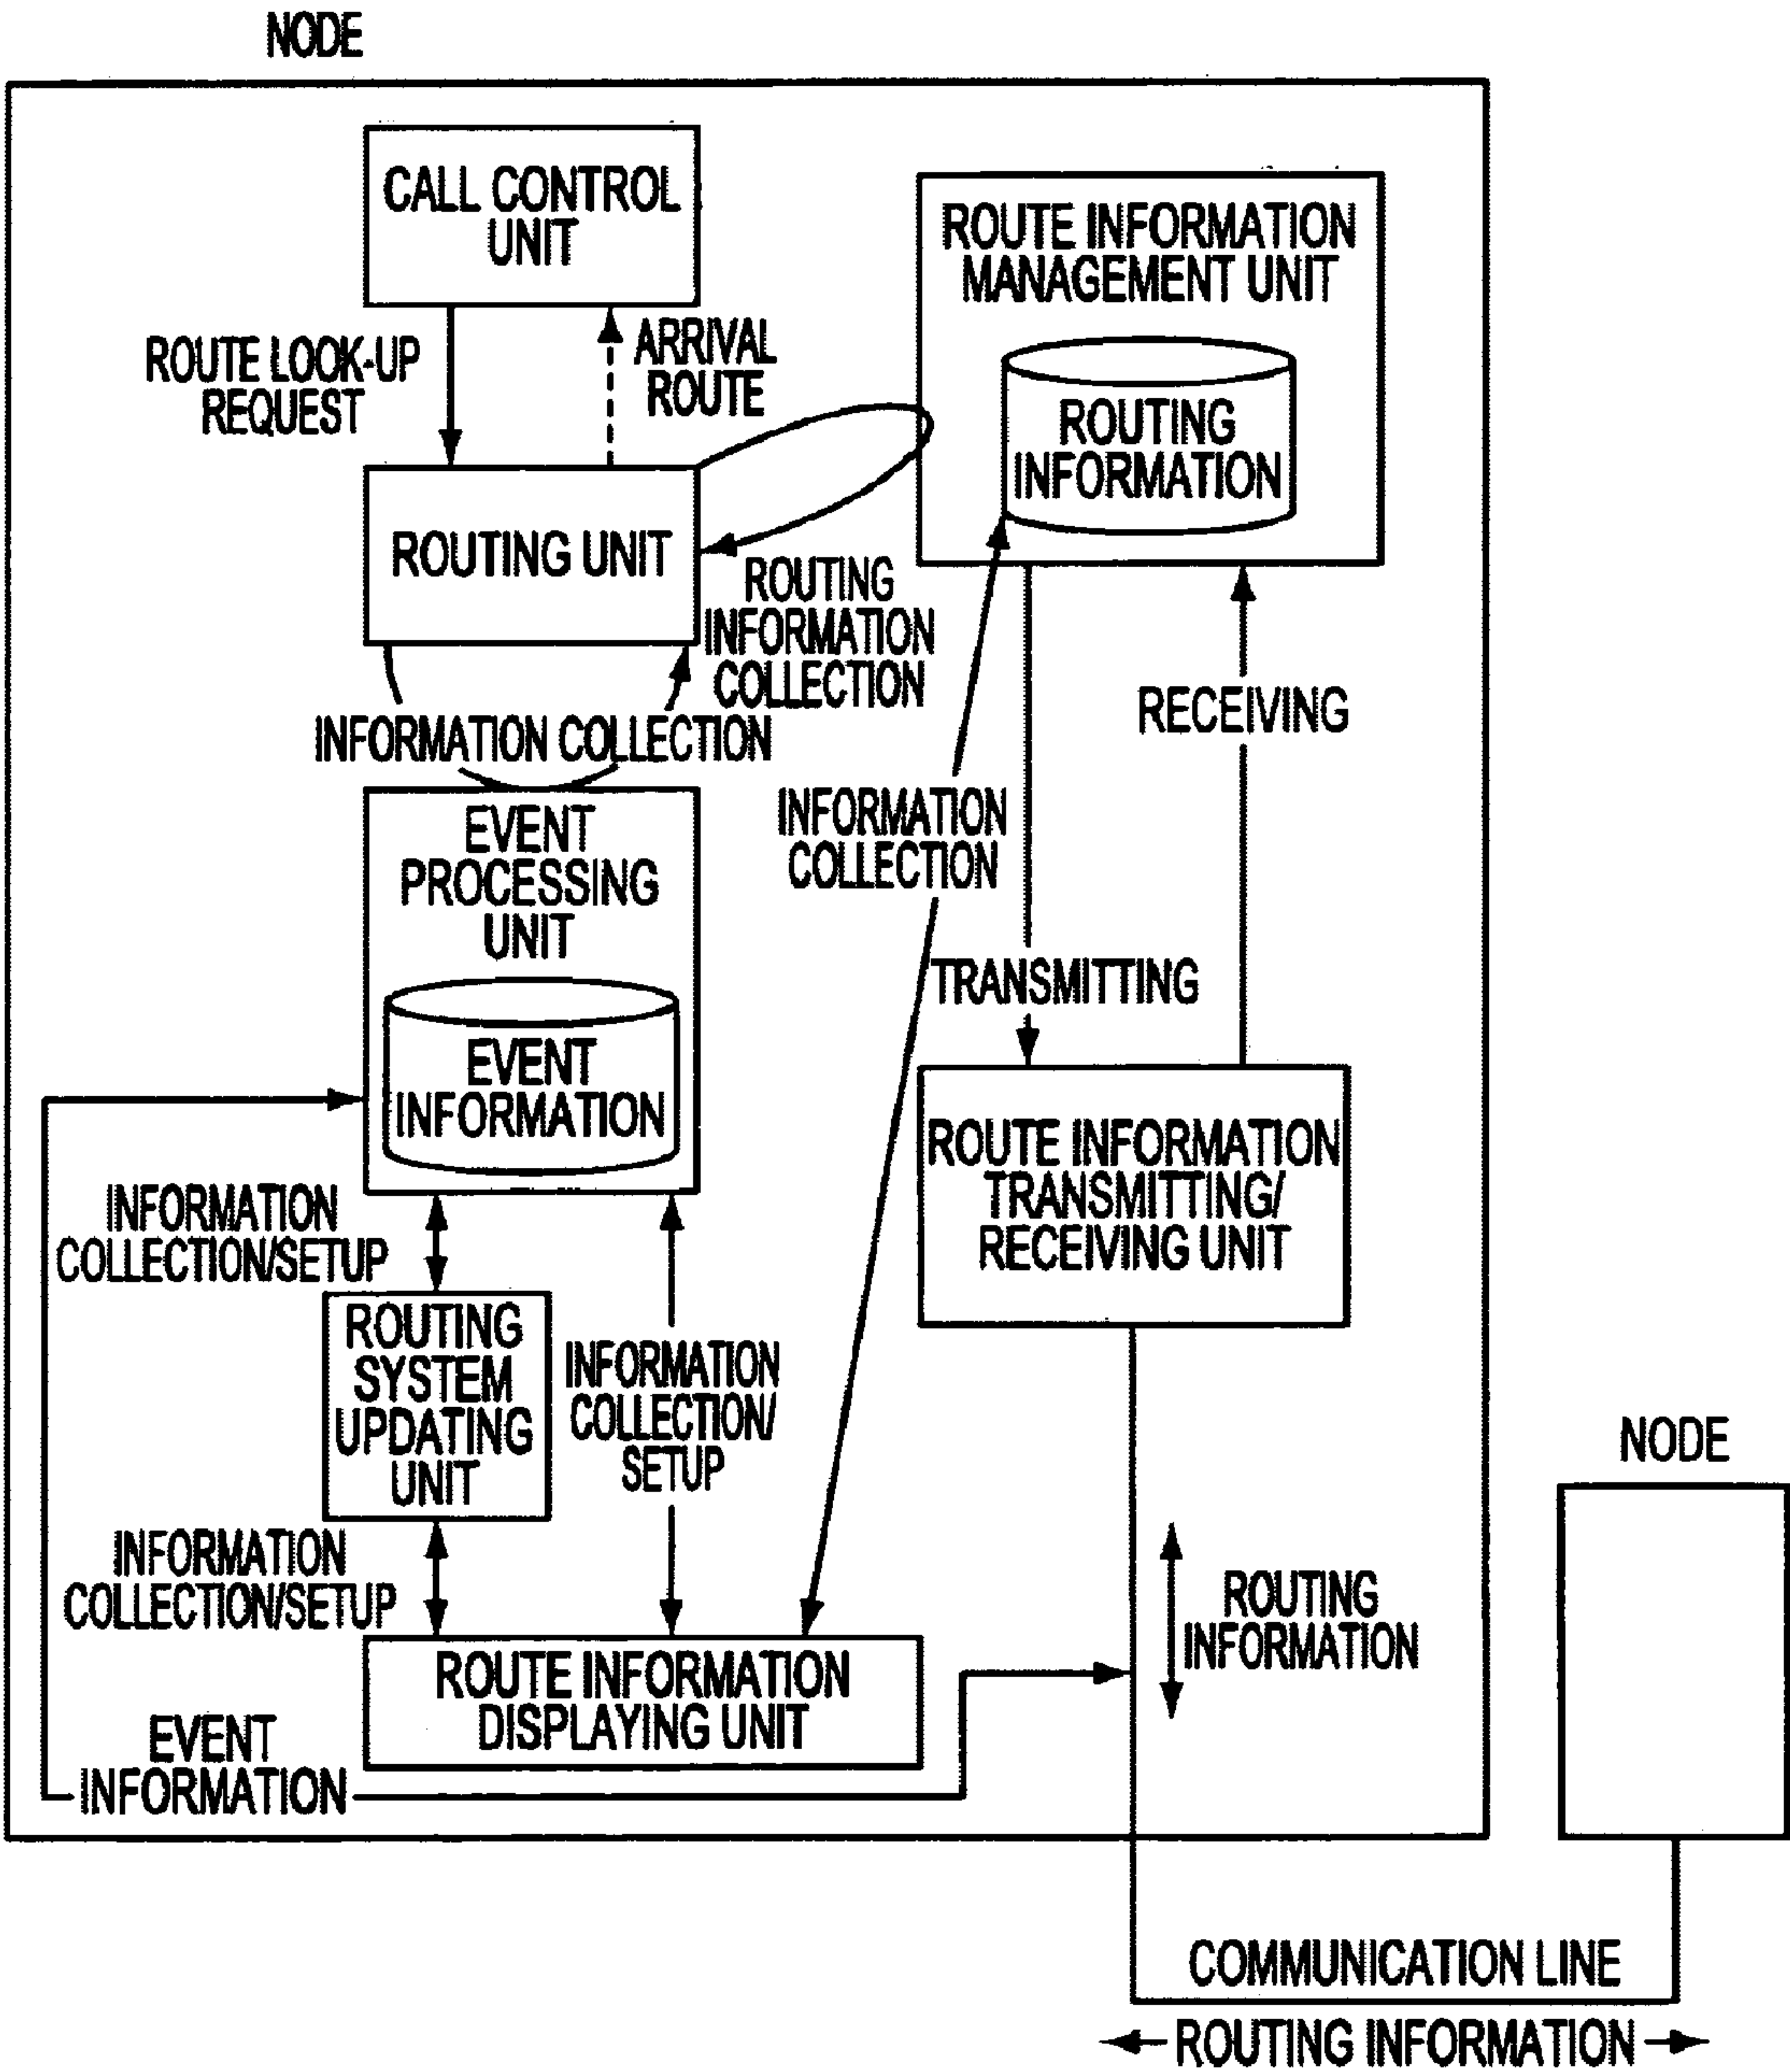 NODE
CALL CONTROL
UNIT
ROUTE INFORMATION
MANAGEMENT UNIT
ROUTING
INFORMATION
ROUTE LOOK-UP
REQUEST
ARRIVAL
ROUTE
ROUTING UNIT
ROUTING
INFORMATION
COLLECTION
INFORMATION COLLECTION
RECEIVING
EVENT
PROCESSING
UNIT
EVENT
INFORMATION
INFORMATION
COLLECTION
TRANSMITTING
ROUTE INFORMATION
TRANSMITTING/
RECEIVING UNIT
INFORMATION
COLLECTION/SETUP
ROUTING
SYSTEM
UPDATING
UNIT
INFORMATION
COLLECTION/
SETUP
INFORMATION
COLLECTION/SETUP
ROUTE INFORMATION
DISPLAYING UNIT
EVENT
INFORMATION
ROUTING
INFORMATION
NODE
COMMUNICATION LINE
ROUTING INFORMATION